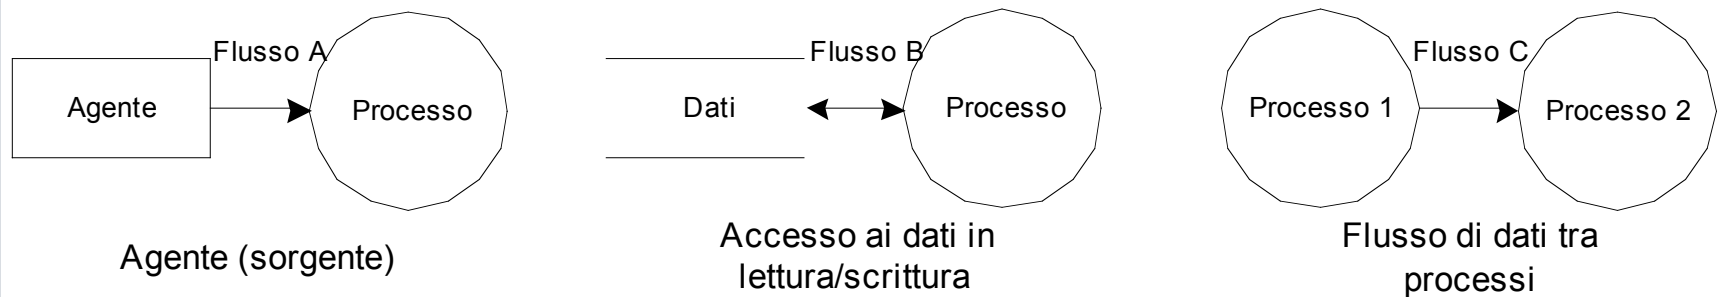 Flusso A
Agente
Processo
Agente (sorgente)
Flusso B
Dati
Processo
Accesso ai dati in
lettura/scrittura
Flusso C
Processo 1
Processo 2
Flusso di dati tra
processi